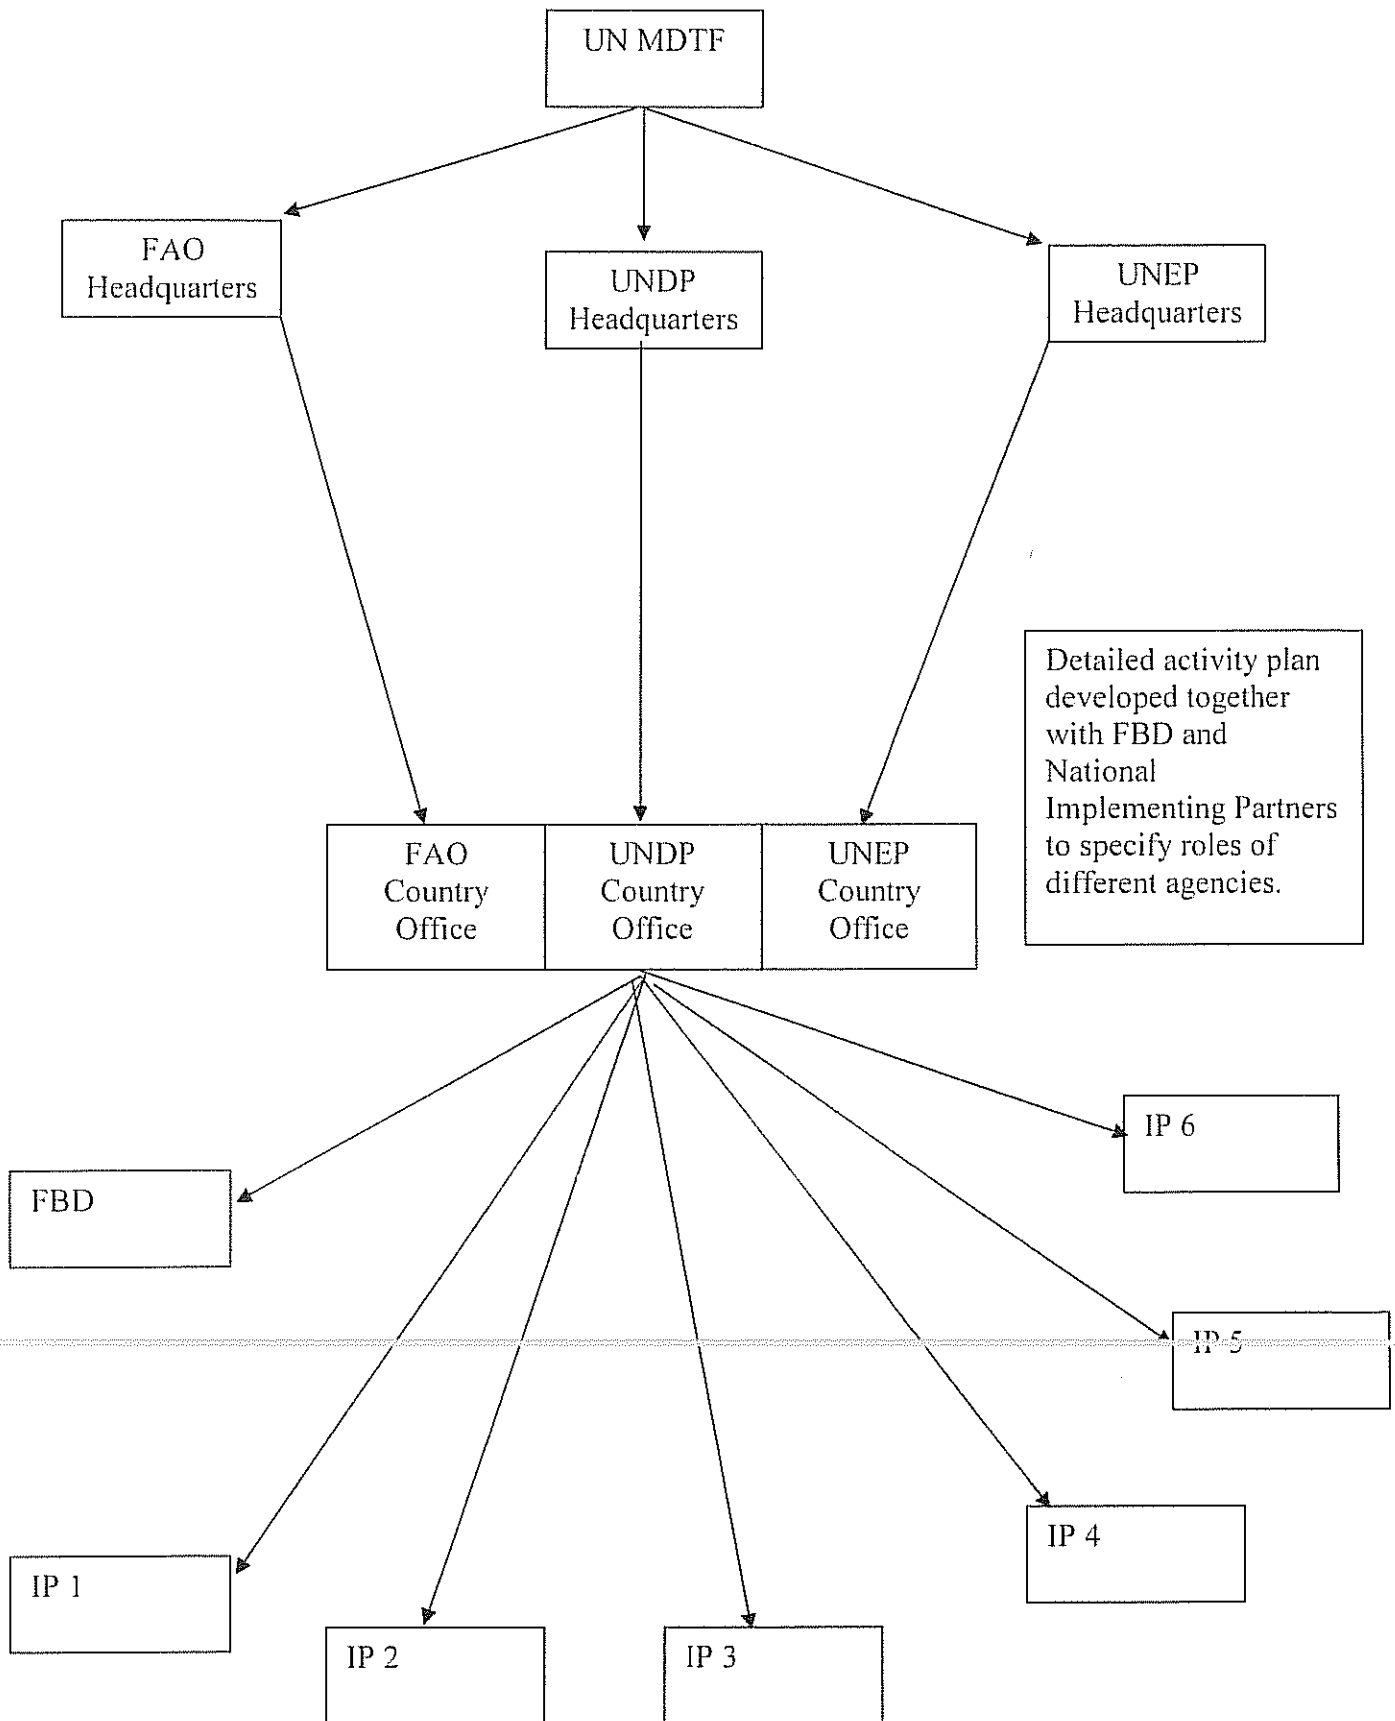 UN MDTF
FAO
Headquarters
UNDP
Headquarters
UNEP
Headquarters
Detailed activity plan
developed together
with FBD and
National
Implementing Partners
to specify roles of
different agencies.
FAO
Country
Office
UNDP
Country
Office
UNEP
Country
Office
IP 6
FBD
IP 5
IP 4
IP 1
IP 2
IP 3